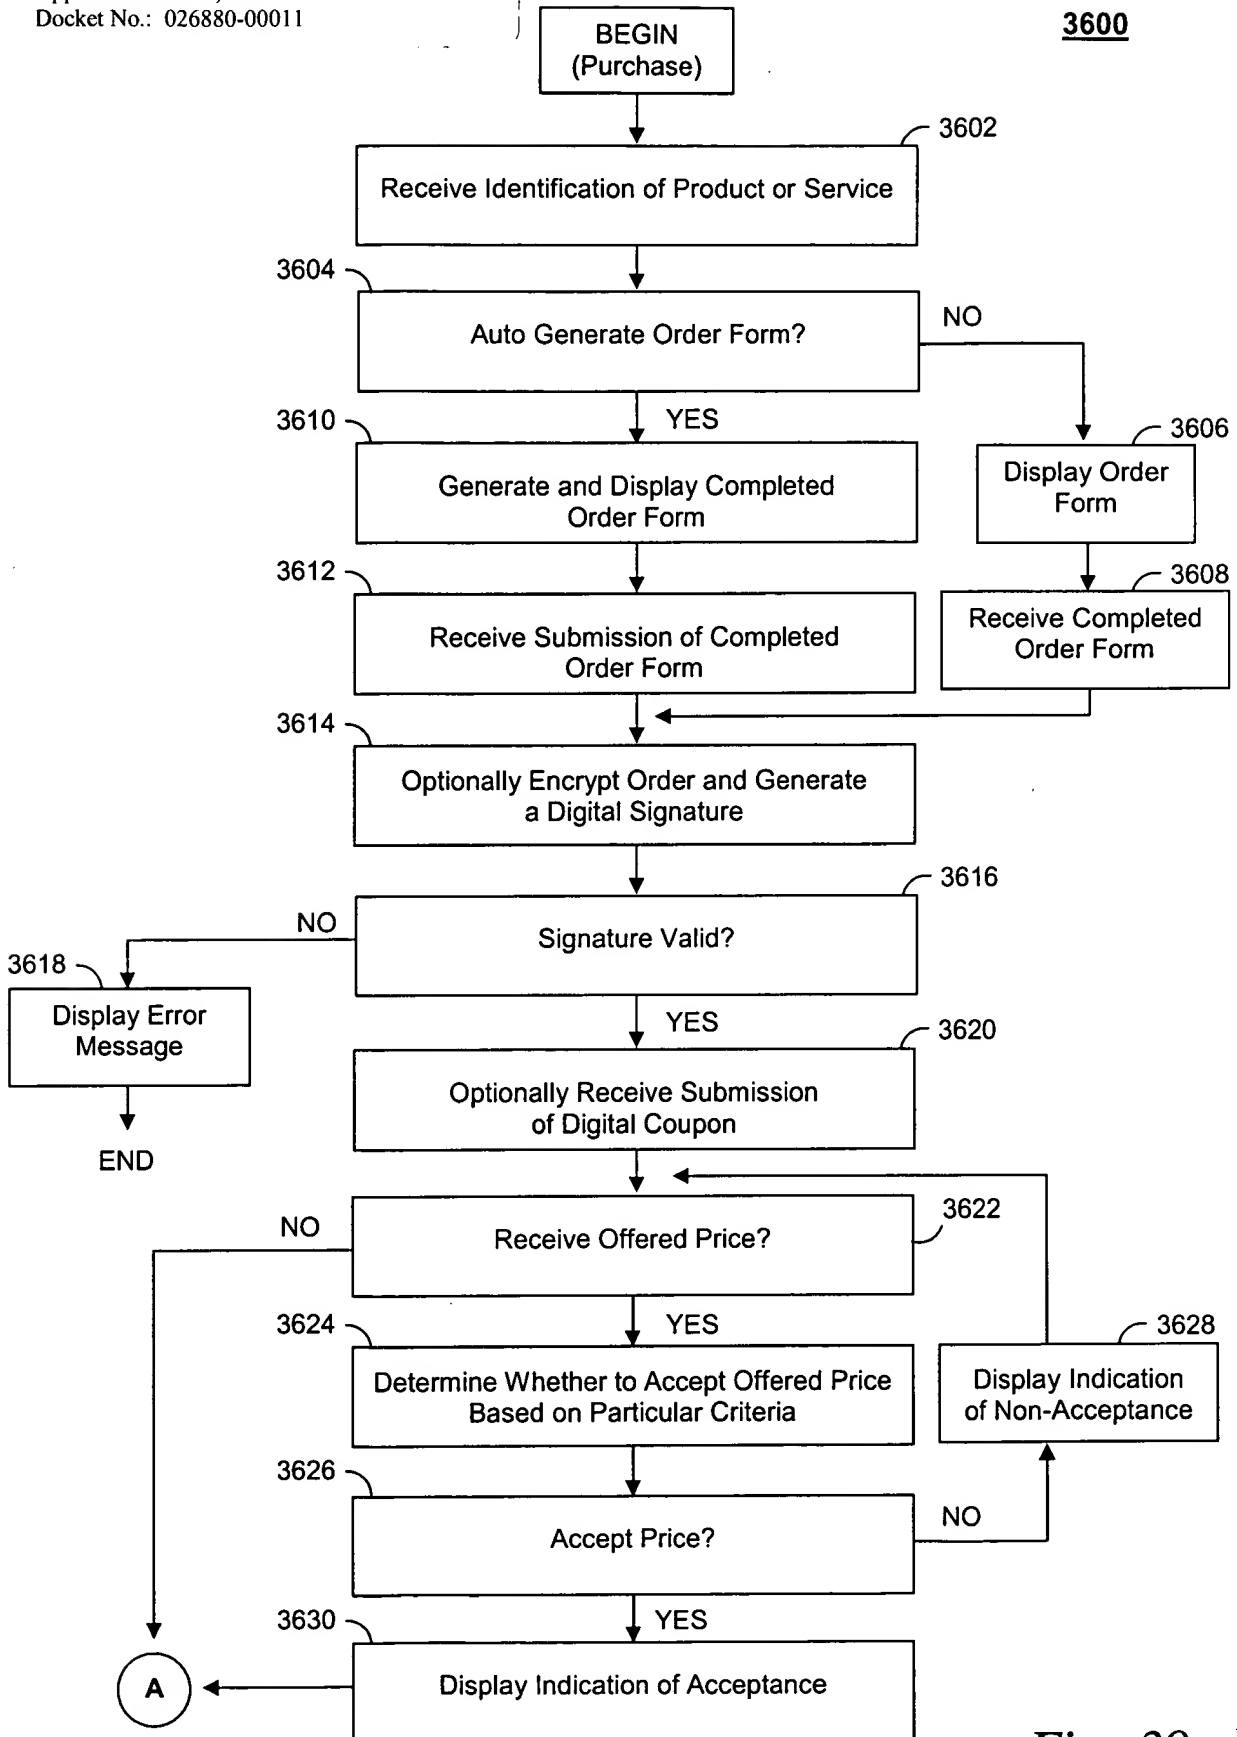 Docket No.: 026880-00011
3600
BEGIN
(Purchase)
3602
Receive Identification of Product or Service
3604
Auto Generate Order Form?
NO
YES
3610
Generate and Display Completed
Order Form
3606
Display Order
Form
3612
Receive Submission of Completed
Order Form
3608
Receive Completed
Order Form
3614
Optionally Encrypt Order and Generate
a Digital Signature
3616
Signature Valid?
NO
3618
Display Error
Message
END
YES
3620
Optionally Receive Submission
of Digital Coupon
3622
Receive Offered Price?
NO
YES
3624
Determine Whether to Accept Offered Price
Based on Particular Criteria
3628
Display Indication
of Non-Acceptance
3626
Accept Price?
NO
YES
3630
Display Indication of Acceptance
A